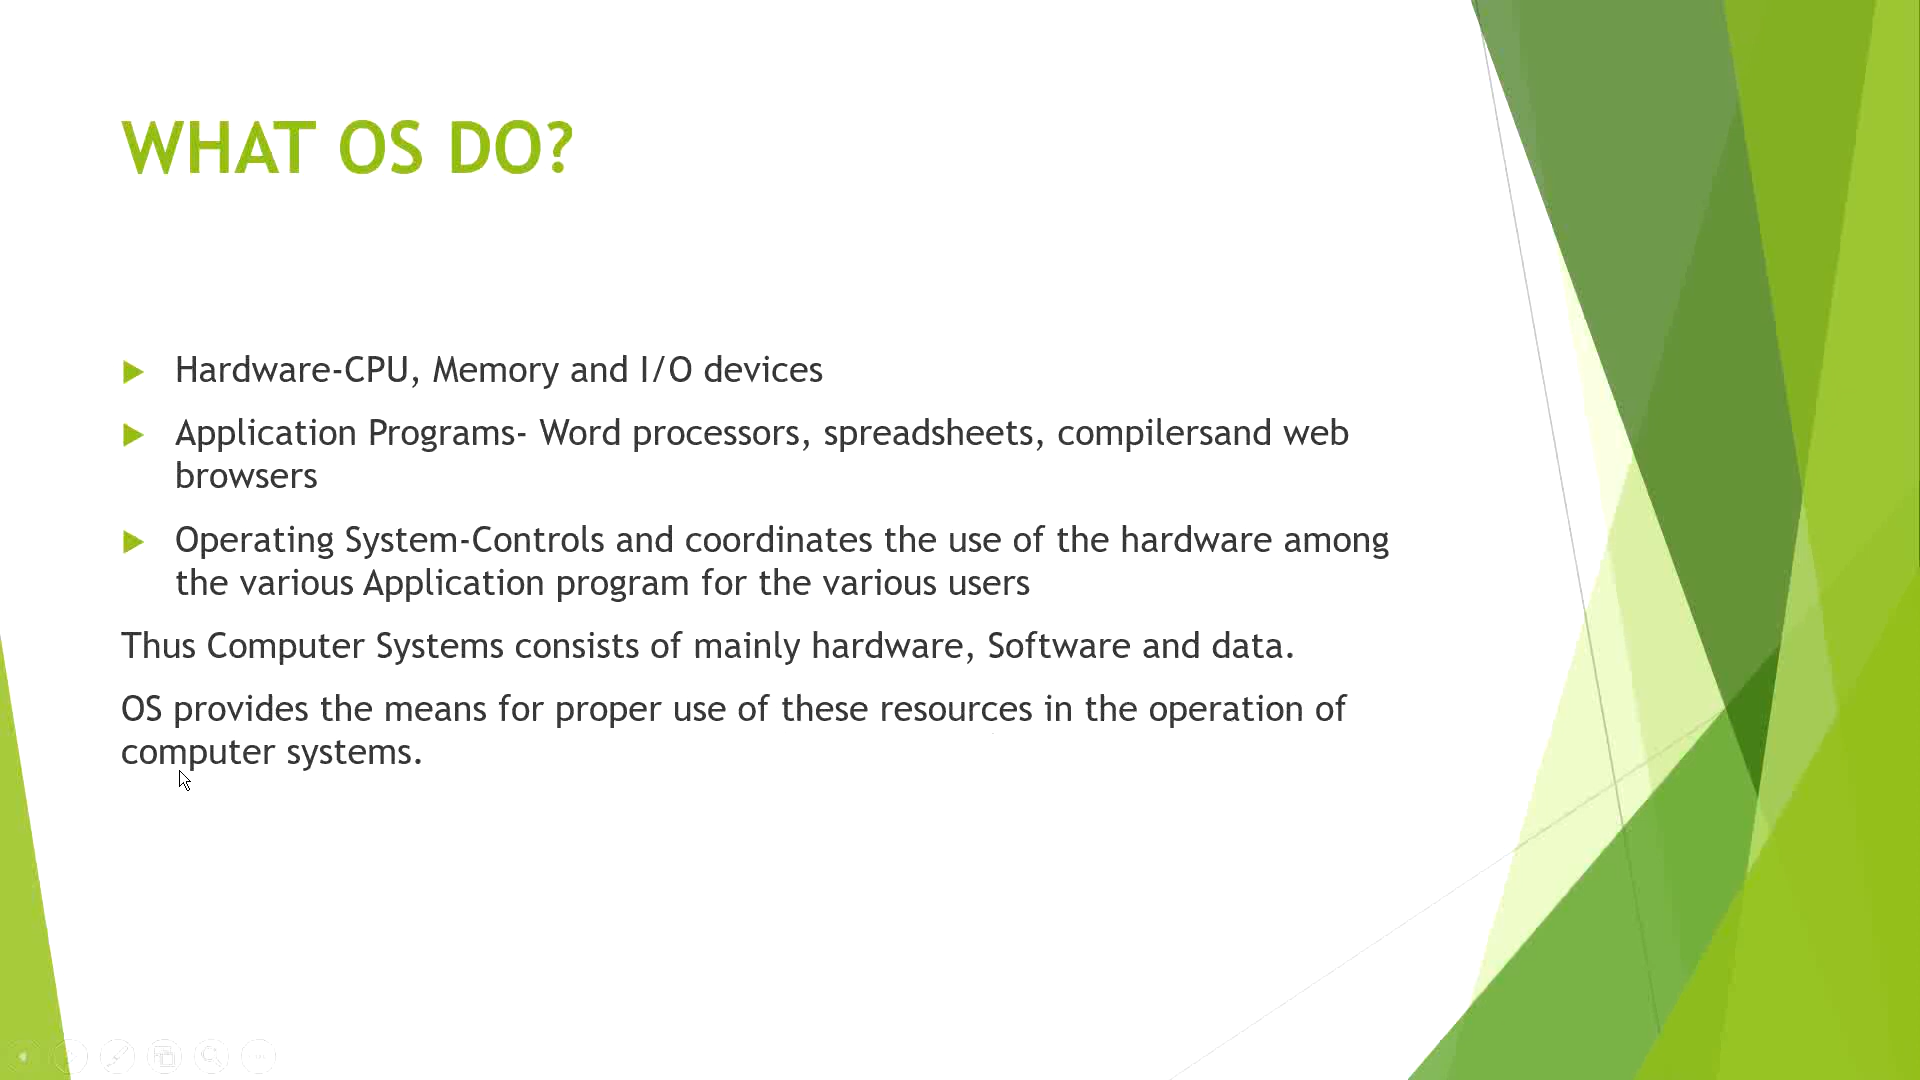 WHAT OS DO?
Hardware-CPU, Memory and I/O devices
Application Programs- Word processors, spreadsheets, compilersand web
browsers
Operating System-Controls and coordinates the use of the hardware among
the various Application program for the various users
Thus Computer Systems consists of mainly hardware, Software and data.
OS provides the means for proper use of these resources in the operation of
computer systems.